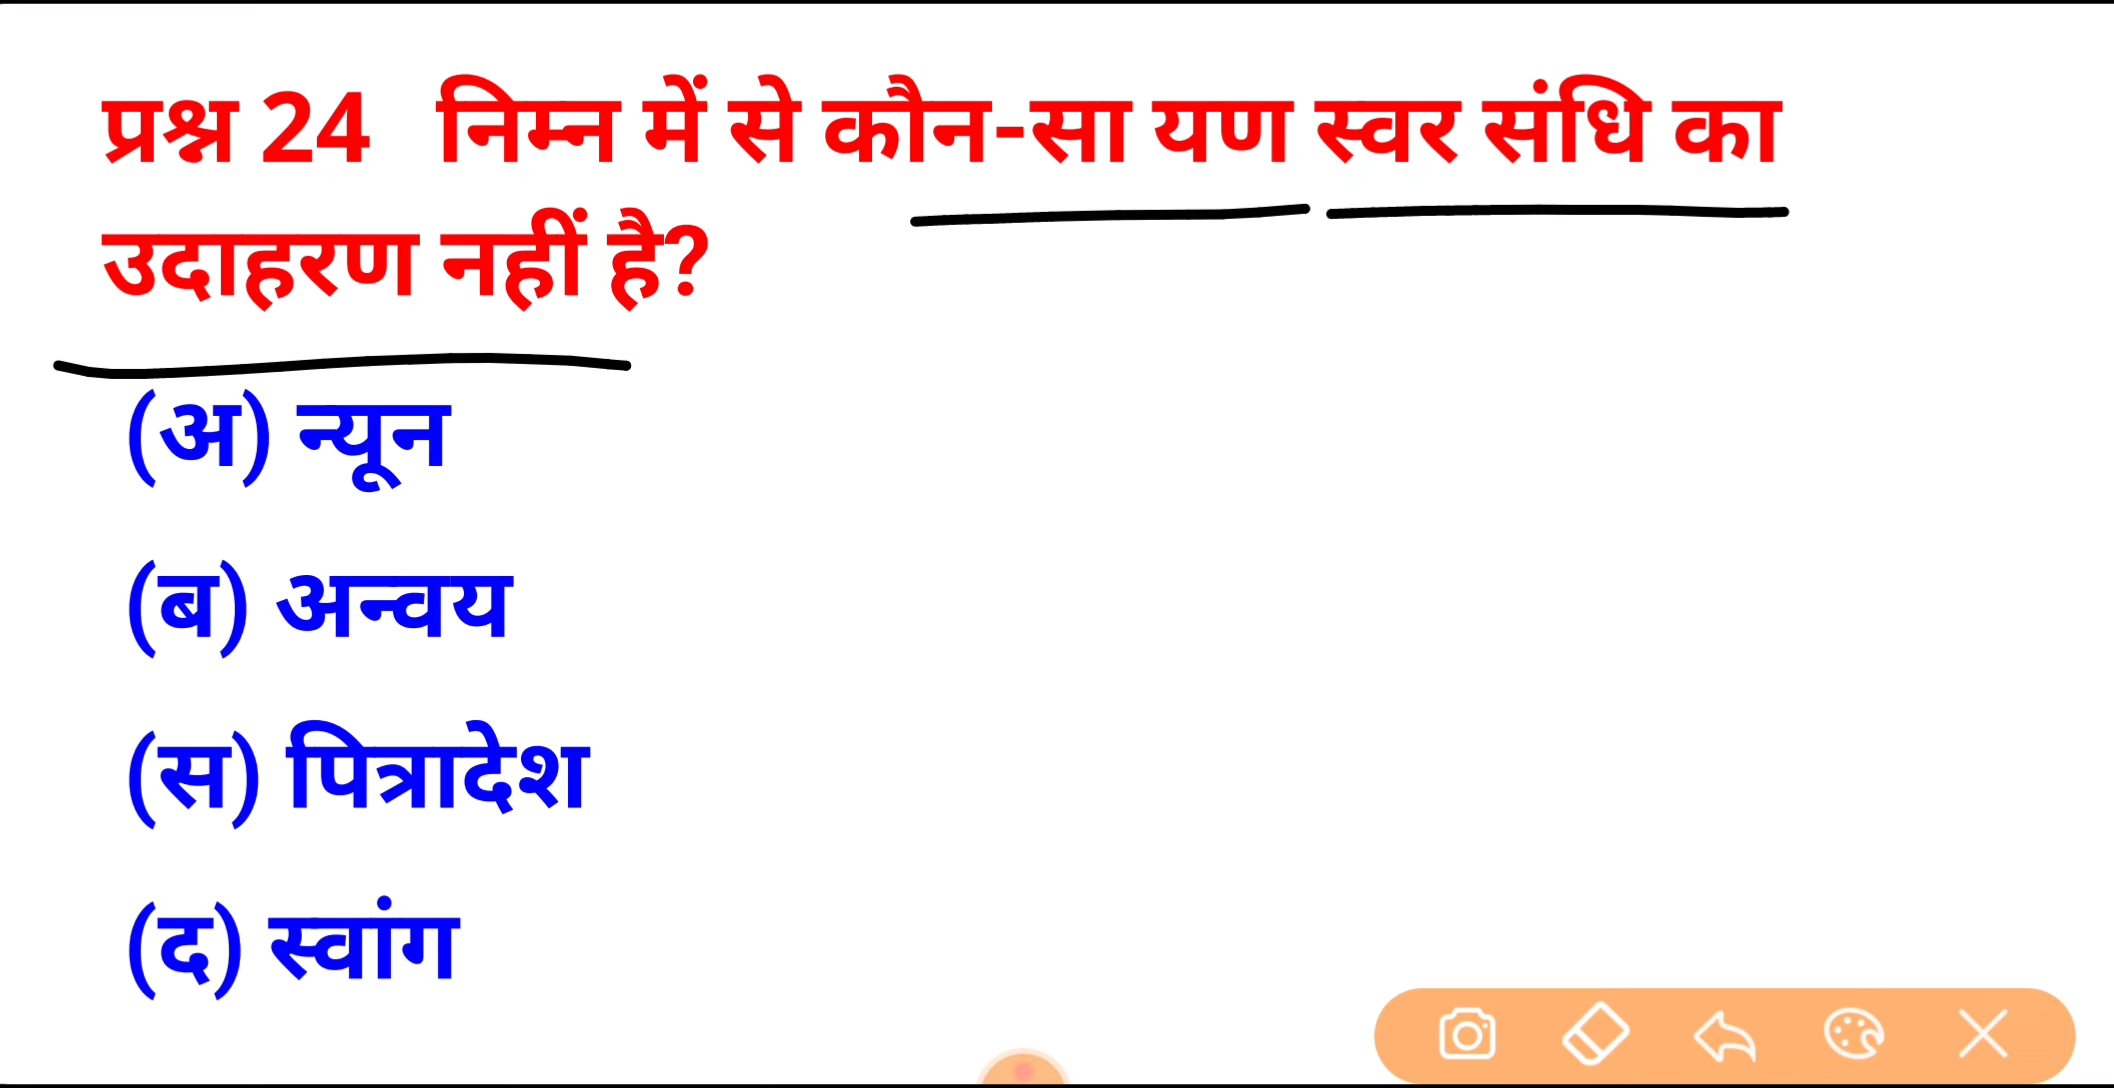 प्रश्न 24 निम्न में से कौन-सा यण स्वर संधि का
उदाहरण नहीं है?
(अ) न्यून
(ब) अन्वय
(स) पित्रादेश
(द) स्वांग